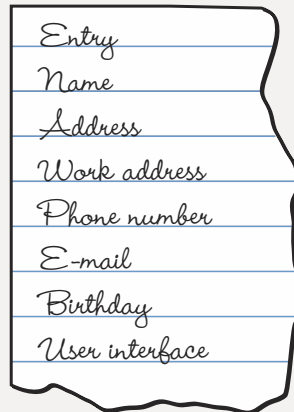 Entry
Name
Address
Work address
Phone number
E-mail
Birthday
User interface